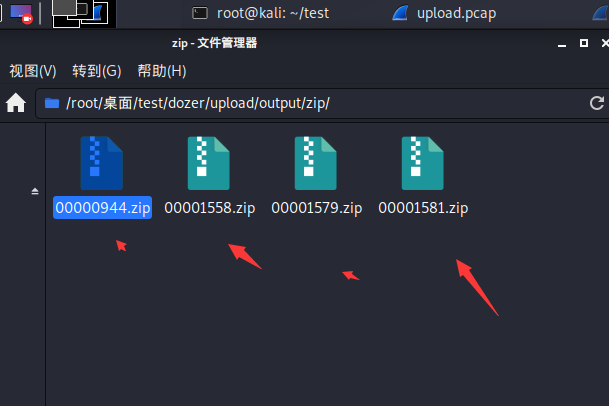 root@kali: ~/test
upload.pcap
zip - 文件管理器
视图(V) 转到(G) 帮助(H)
/root/桌面/test/dozer/upload/output/zip/
00000944.zip 00001558.zip 00001579.zip 00001581.zip